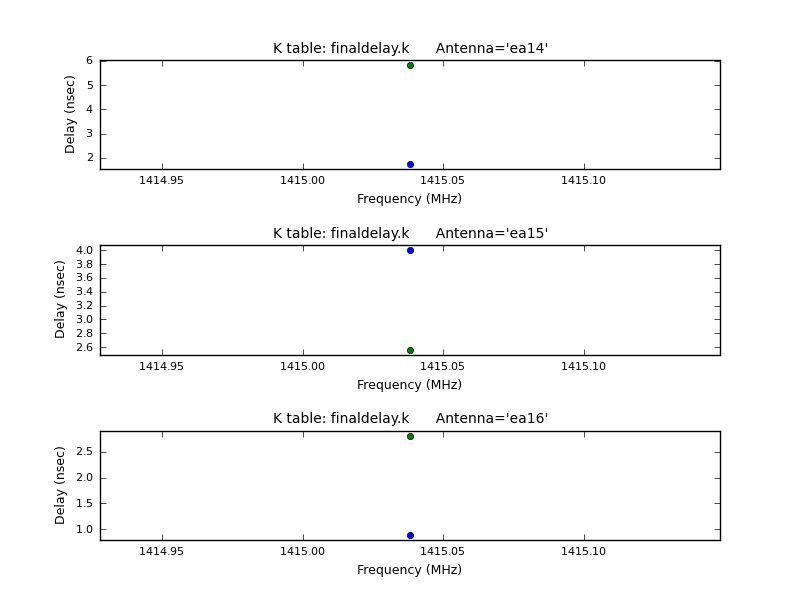 K table: finaldelay.k Antenna='ea14'
6
5
4
3
2
Delay (nsec)
1414.95 1415.00 1415.05 1415.10
Frequency (MHz)
K table: finaldelay.k Antenna='ea15'
4.0
3.8
3.6
3.4
3.2
3.0
2.8
2.6
Delay (nsec)
1414.95 1415.00 1415.05 1415.10
Frequency (MHz)
K table: finaldelay.k Antenna='ea16'
2.5
2.0
1.5
1.0
Delay (nsec)
1414.95 1415.00 1415.05 1415.10
Frequency (MHz)